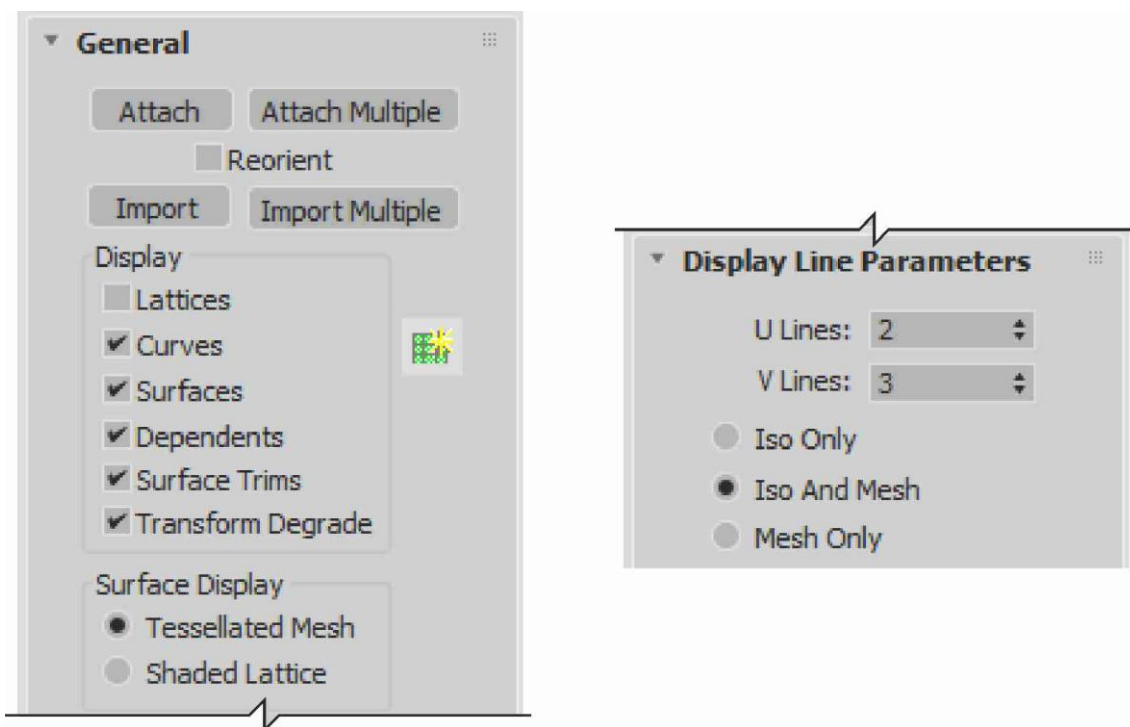 General
Attach Attach Multiple
Reorient
Import Import Multiple
Display
Lattices
Curves
Surfaces
Dependents
Surface Trims
Transform Degrade
Surface Display
Tessellated Mesh
Shaded Lattice
Display Line Parameters
U Lines: 2
V Lines: 3
Iso Only
Iso And Mesh
Mesh Only